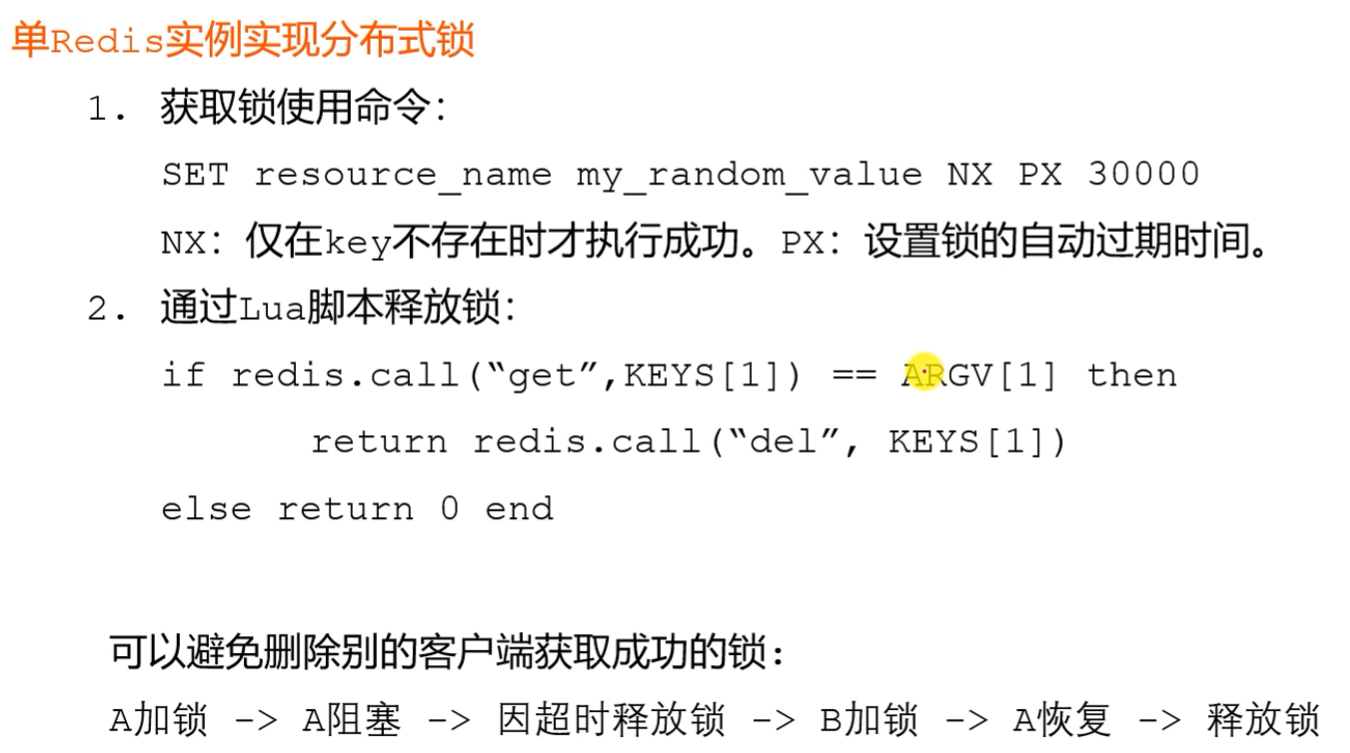 单Redis实例实现分布式锁
1. 获取锁使用命令：
SET resource_name my_random_value NX PX 30000
NX：仅在key不存在时才执行成功。PX：设置锁的自动过期时间。
2. 通过Lua脚本释放锁：
if redis.call(“get”,KEYS[1]) == ARGV[1] then
return redis.call(“del”, KEYS[1])
else return 0 end
可以避免删除别的客户端获取成功的锁：
A加锁 -> A阻塞 -> 因超时释放锁 -> B加锁 -> A恢复 -> 释放锁